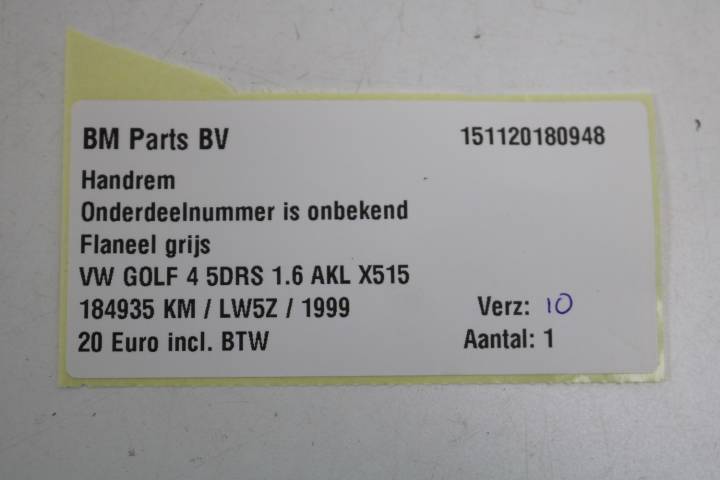 BM Parts BV 151120180948
Handrem
Onderdeelnummer is onbekend
Flaneel grijs
VW GOLF 4 5DRS 1.6 AKL X515
184935 KM / LW5Z / 1999 Verz: 10
20 Euro incl. BTW Aantal: 1